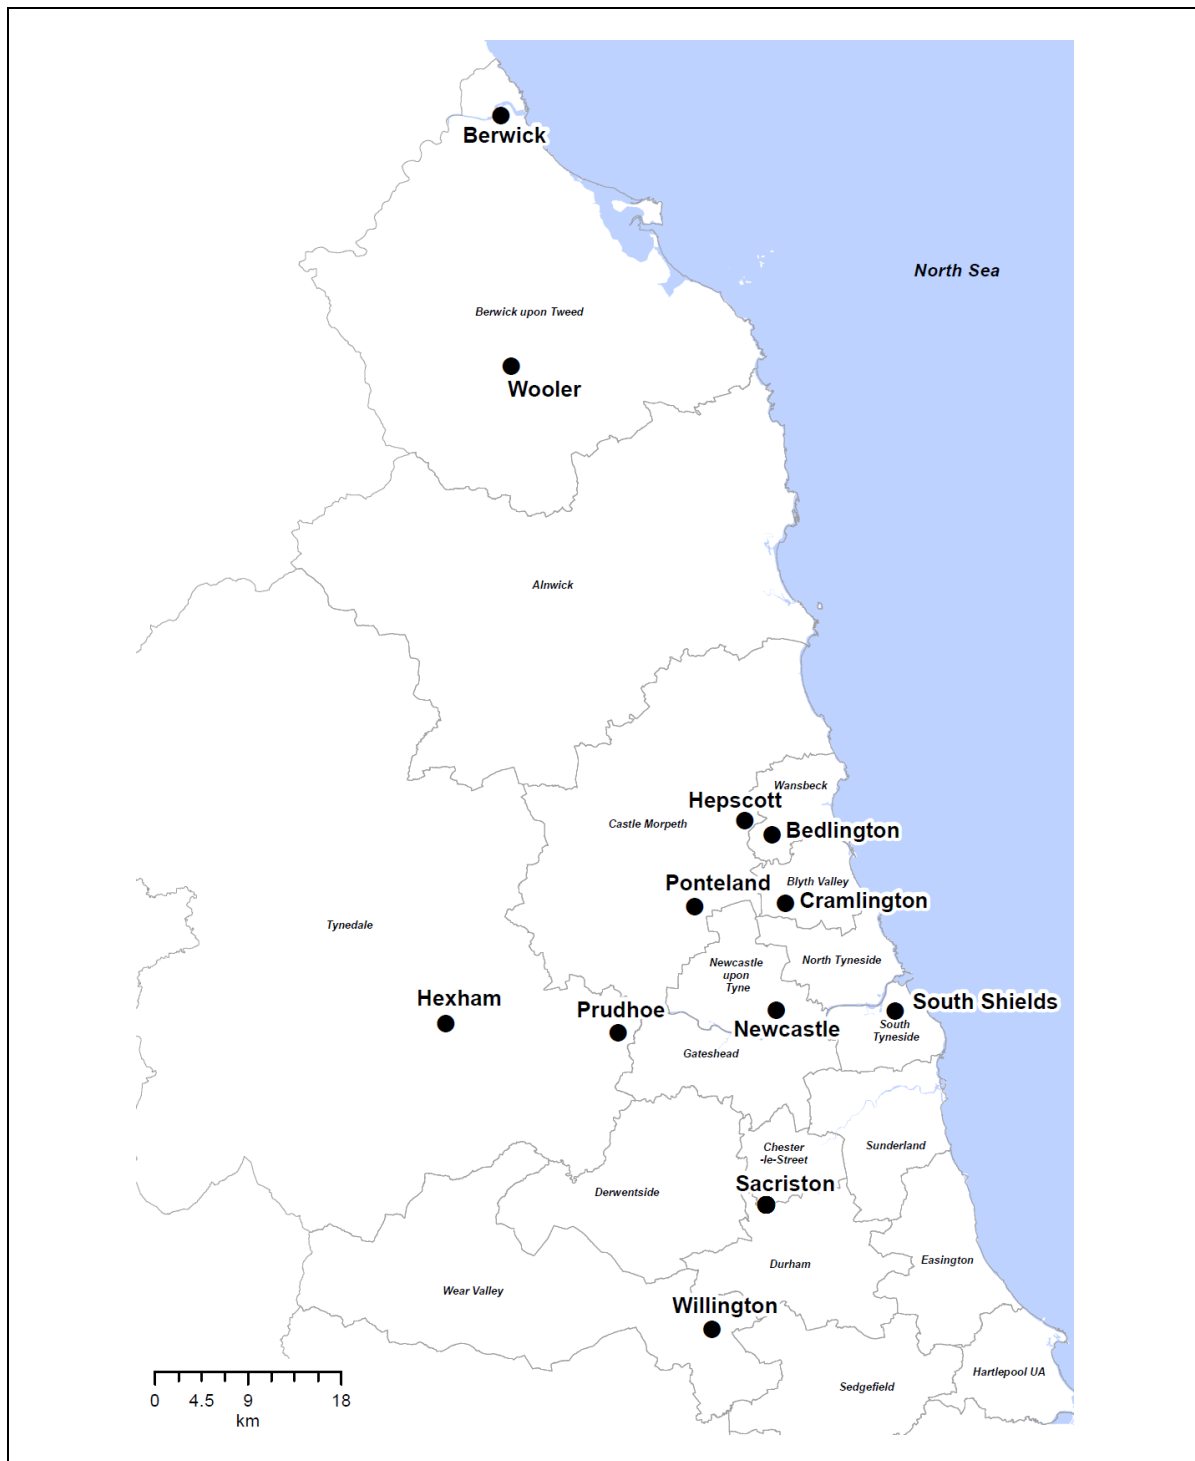 Berwick
North Sea
Berwick upon Tweed
Wooler
Alnwick
Wansbeck
Hepscott
Castle Morpeth
Bedlington
Ponteland
Blyth Valley
Cramlington
Tynedale
Newcastle
upon
Tyne
North Tyneside
Hexham
Prudhoe
South Shields
Newcastle
South
Tyneside
Gateshead
Chester
-le-Street
Sunderland
Sacriston
Derwentside
Durham
Easington
Wear Valley
Willington
Hartlepool UA
Sedgefield
0 4.5 9 18
km